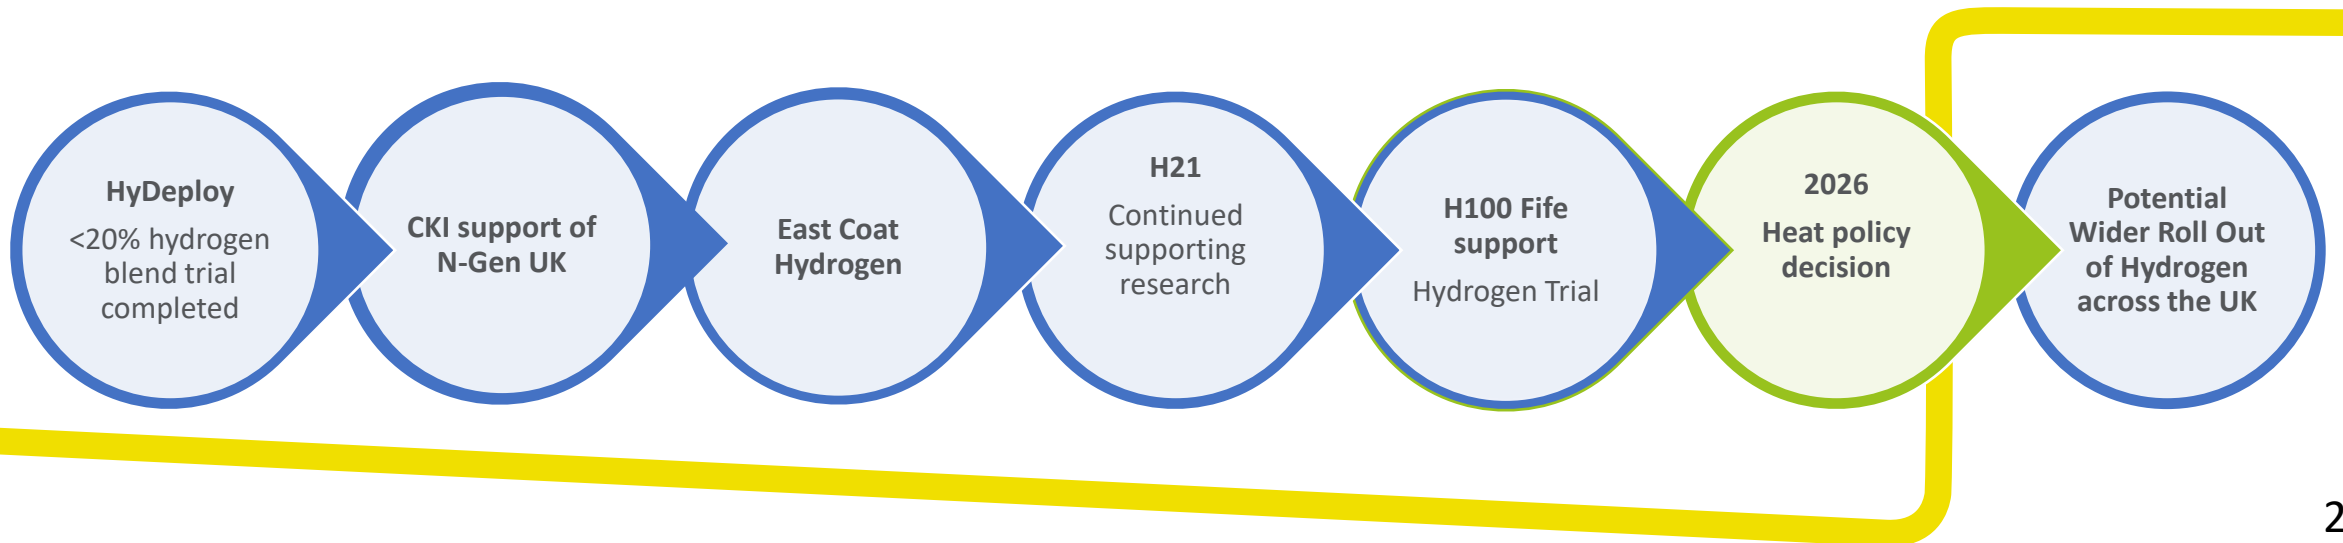 HyDeploy
<20% hydrogen
blend trial
completed
CKI support of
N-Gen UK
East Coat
Hydrogen
H21
Continued
supporting
research
H100 Fife
support
Hydrogen Trial
2026
Heat policy
decision
Potential
Wider Roll Out
of Hydrogen
across the UK
2